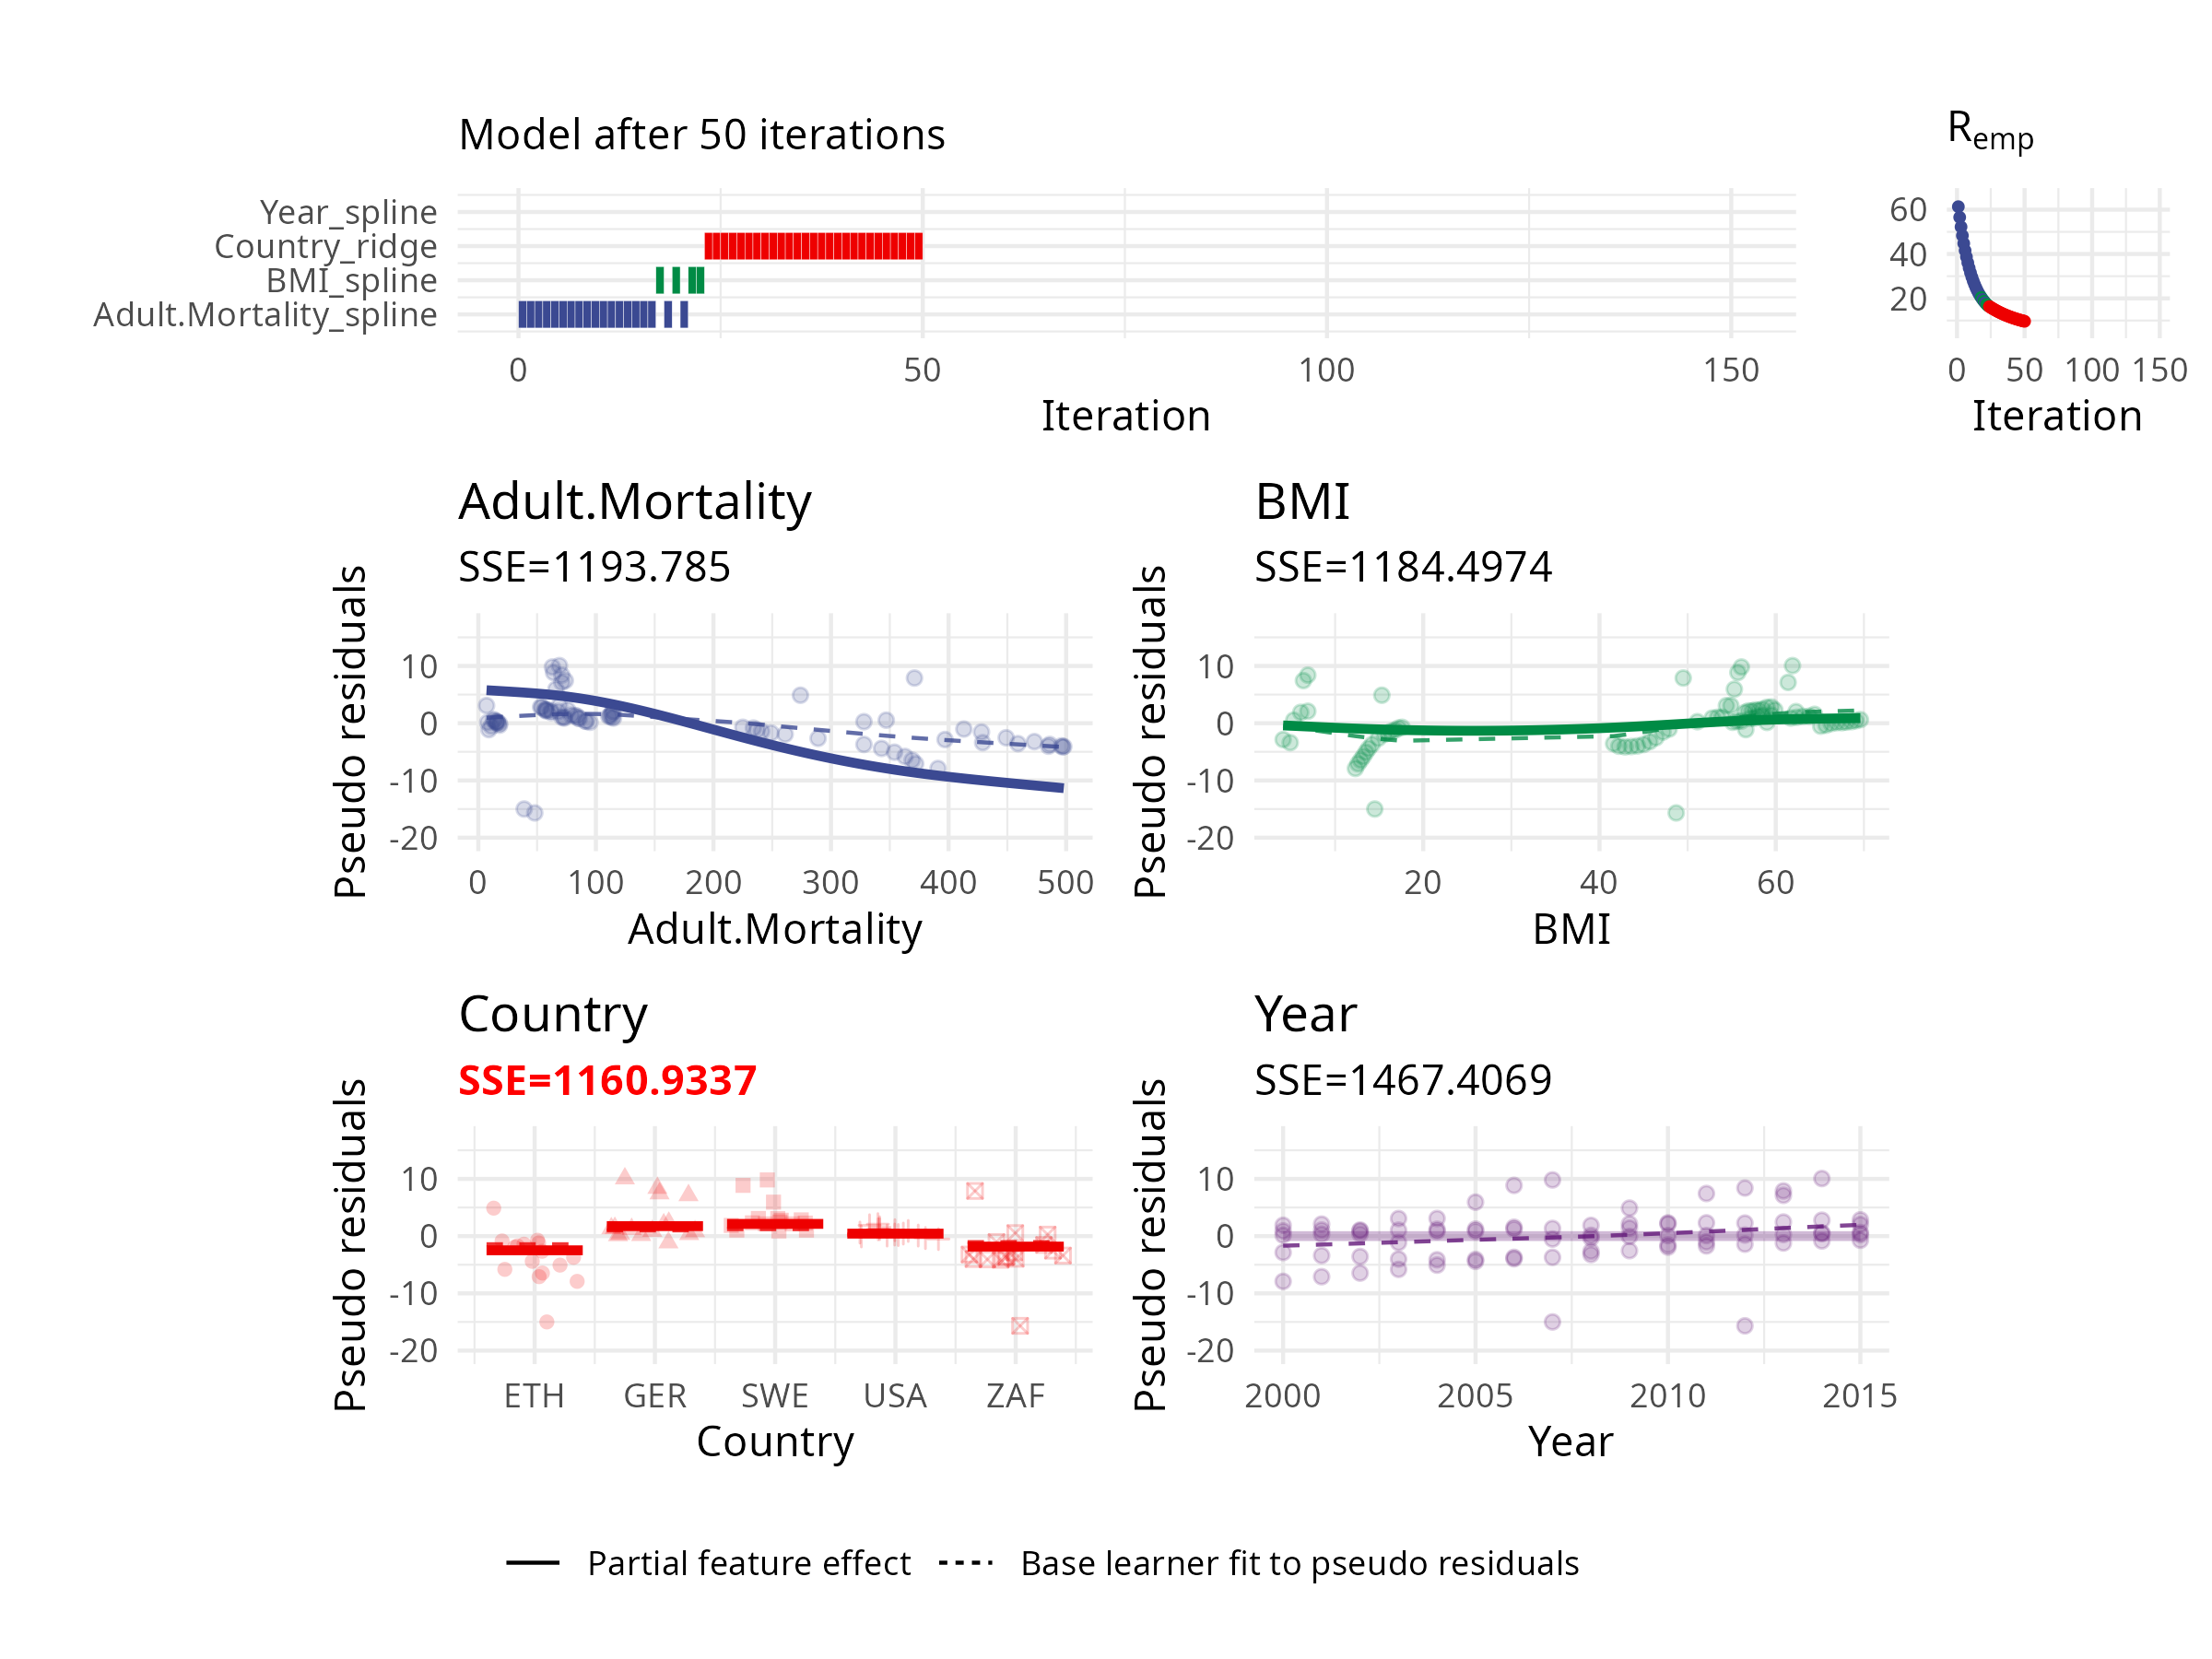 Model after 50 iterations
Year_spline
Country_ridge
BMI_spline
Adult.Mortality_spline
0 50 100 150
Iteration
Remp
60
40
20
0 50 100 150
Iteration
Adult.Mortality
SSE=1193.785
Pseudo residuals
10
0
-10
-20
0 100 200 300 400 500
Adult.Mortality
BMI
SSE=1184.4974
Pseudo residuals
10
0
-10
-20
20 40 60
BMI
Country
SSE=1160.9337
Pseudo residuals
10
0
-10
-20
ETH GER SWE USA ZAF
Country
Year
SSE=1467.4069
Pseudo residuals
10
0
-10
-20
2000 2005 2010 2015
Year
Partial feature effect Base learner fit to pseudo residuals